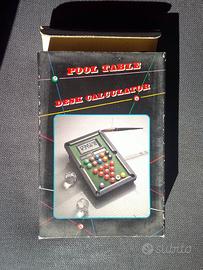 POOL TABLE
DESK CALCULATOR
subito